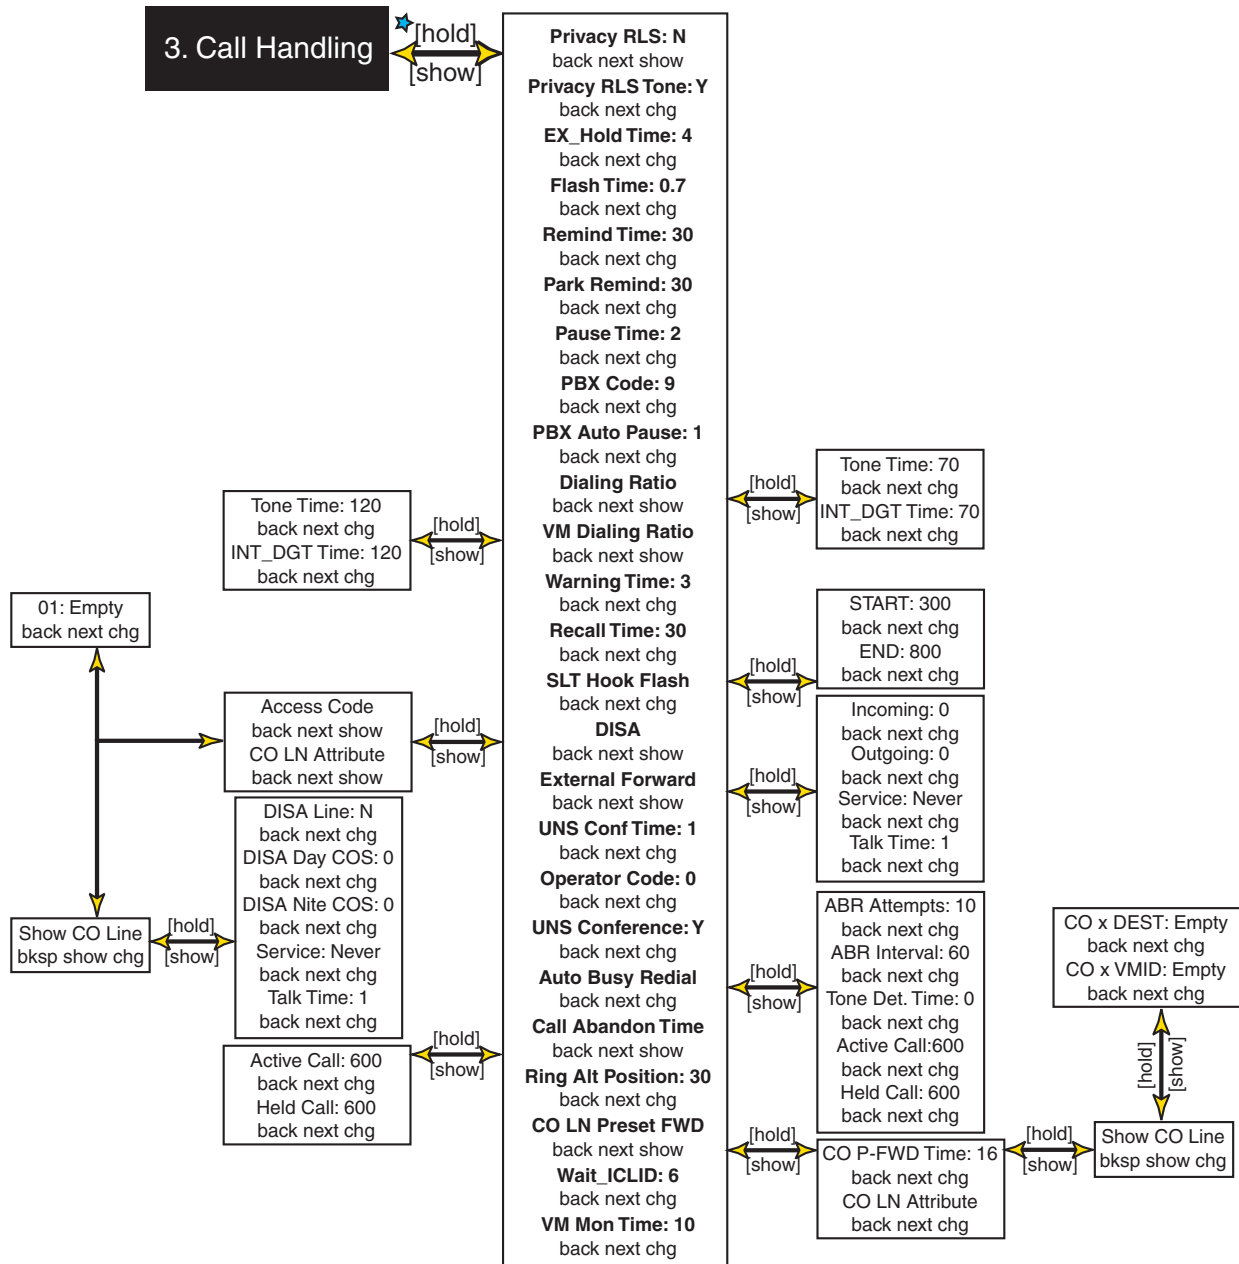 3. Call Handling
[hold]
[show]
Privacy RLS: N
back next show
Privacy RLS Tone: Y
back next chg
EX_Hold Time: 4
back next chg
Flash Time: 0.7
back next chg
Remind Time: 30
back next chg
Park Remind: 30
back next chg
Pause Time: 2
back next chg
PBX Code: 9
back next chg
PBX Auto Pause: 1
back next chg
Dialing Ratio
back next show
VM Dialing Ratio
back next show
Warning Time: 3
back next chg
Recall Time: 30
back next chg
SLT Hook Flash
back next chg
DISA
back next show
External Forward
back next show
UNS Conf Time: 1
back next chg
Operator Code: 0
back next chg
UNS Conference: Y
back next chg
Auto Busy Redial
back next chg
Call Abandon Time
back next show
Ring Alt Position: 30
back next chg
CO LN Preset FWD
back next show
Wait_ICLID: 6
back next chg
VM Mon Time: 10
back next chg
[hold]
[show]
Tone Time: 70
back next chg
INT_DGT Time: 70
back next chg
Tone Time: 120
back next chg
INT_DGT Time: 120
back next chg
[hold]
[show]
01: Empty
back next chg
[hold]
[show]
START: 300
back next chg
END: 800
back next chg
Access Code
back next show
CO LN Attribute
back next show
[hold]
[show]
[hold]
[show]
Incoming: 0
back next chg
Outgoing: 0
back next chg
Service: Never
back next chg
Talk Time: 1
back next chg
Show CO Line
bksp show chg
[hold]
[show]
DISA Line: N
back next chg
DISA Day COS: 0
back next chg
DISA Nite COS: 0
back next chg
Service: Never
back next chg
Talk Time: 1
back next chg
[hold]
[show]
ABR Attempts: 10
back next chg
ABR Interval: 60
back next chg
Tone Det. Time: 0
back next chg
Active Call:600
back next chg
Held Call: 600
back next chg
Active Call: 600
back next chg
Held Call: 600
back next chg
[hold]
[show]
[hold]
[show]
CO P-FWD Time: 16
back next chg
CO LN Attribute
back next chg
[hold]
[show]
Show CO Line
bksp show chg
[hold]
[show]
CO x DEST: Empty
back next chg
CO x VMID: Empty
back next chg